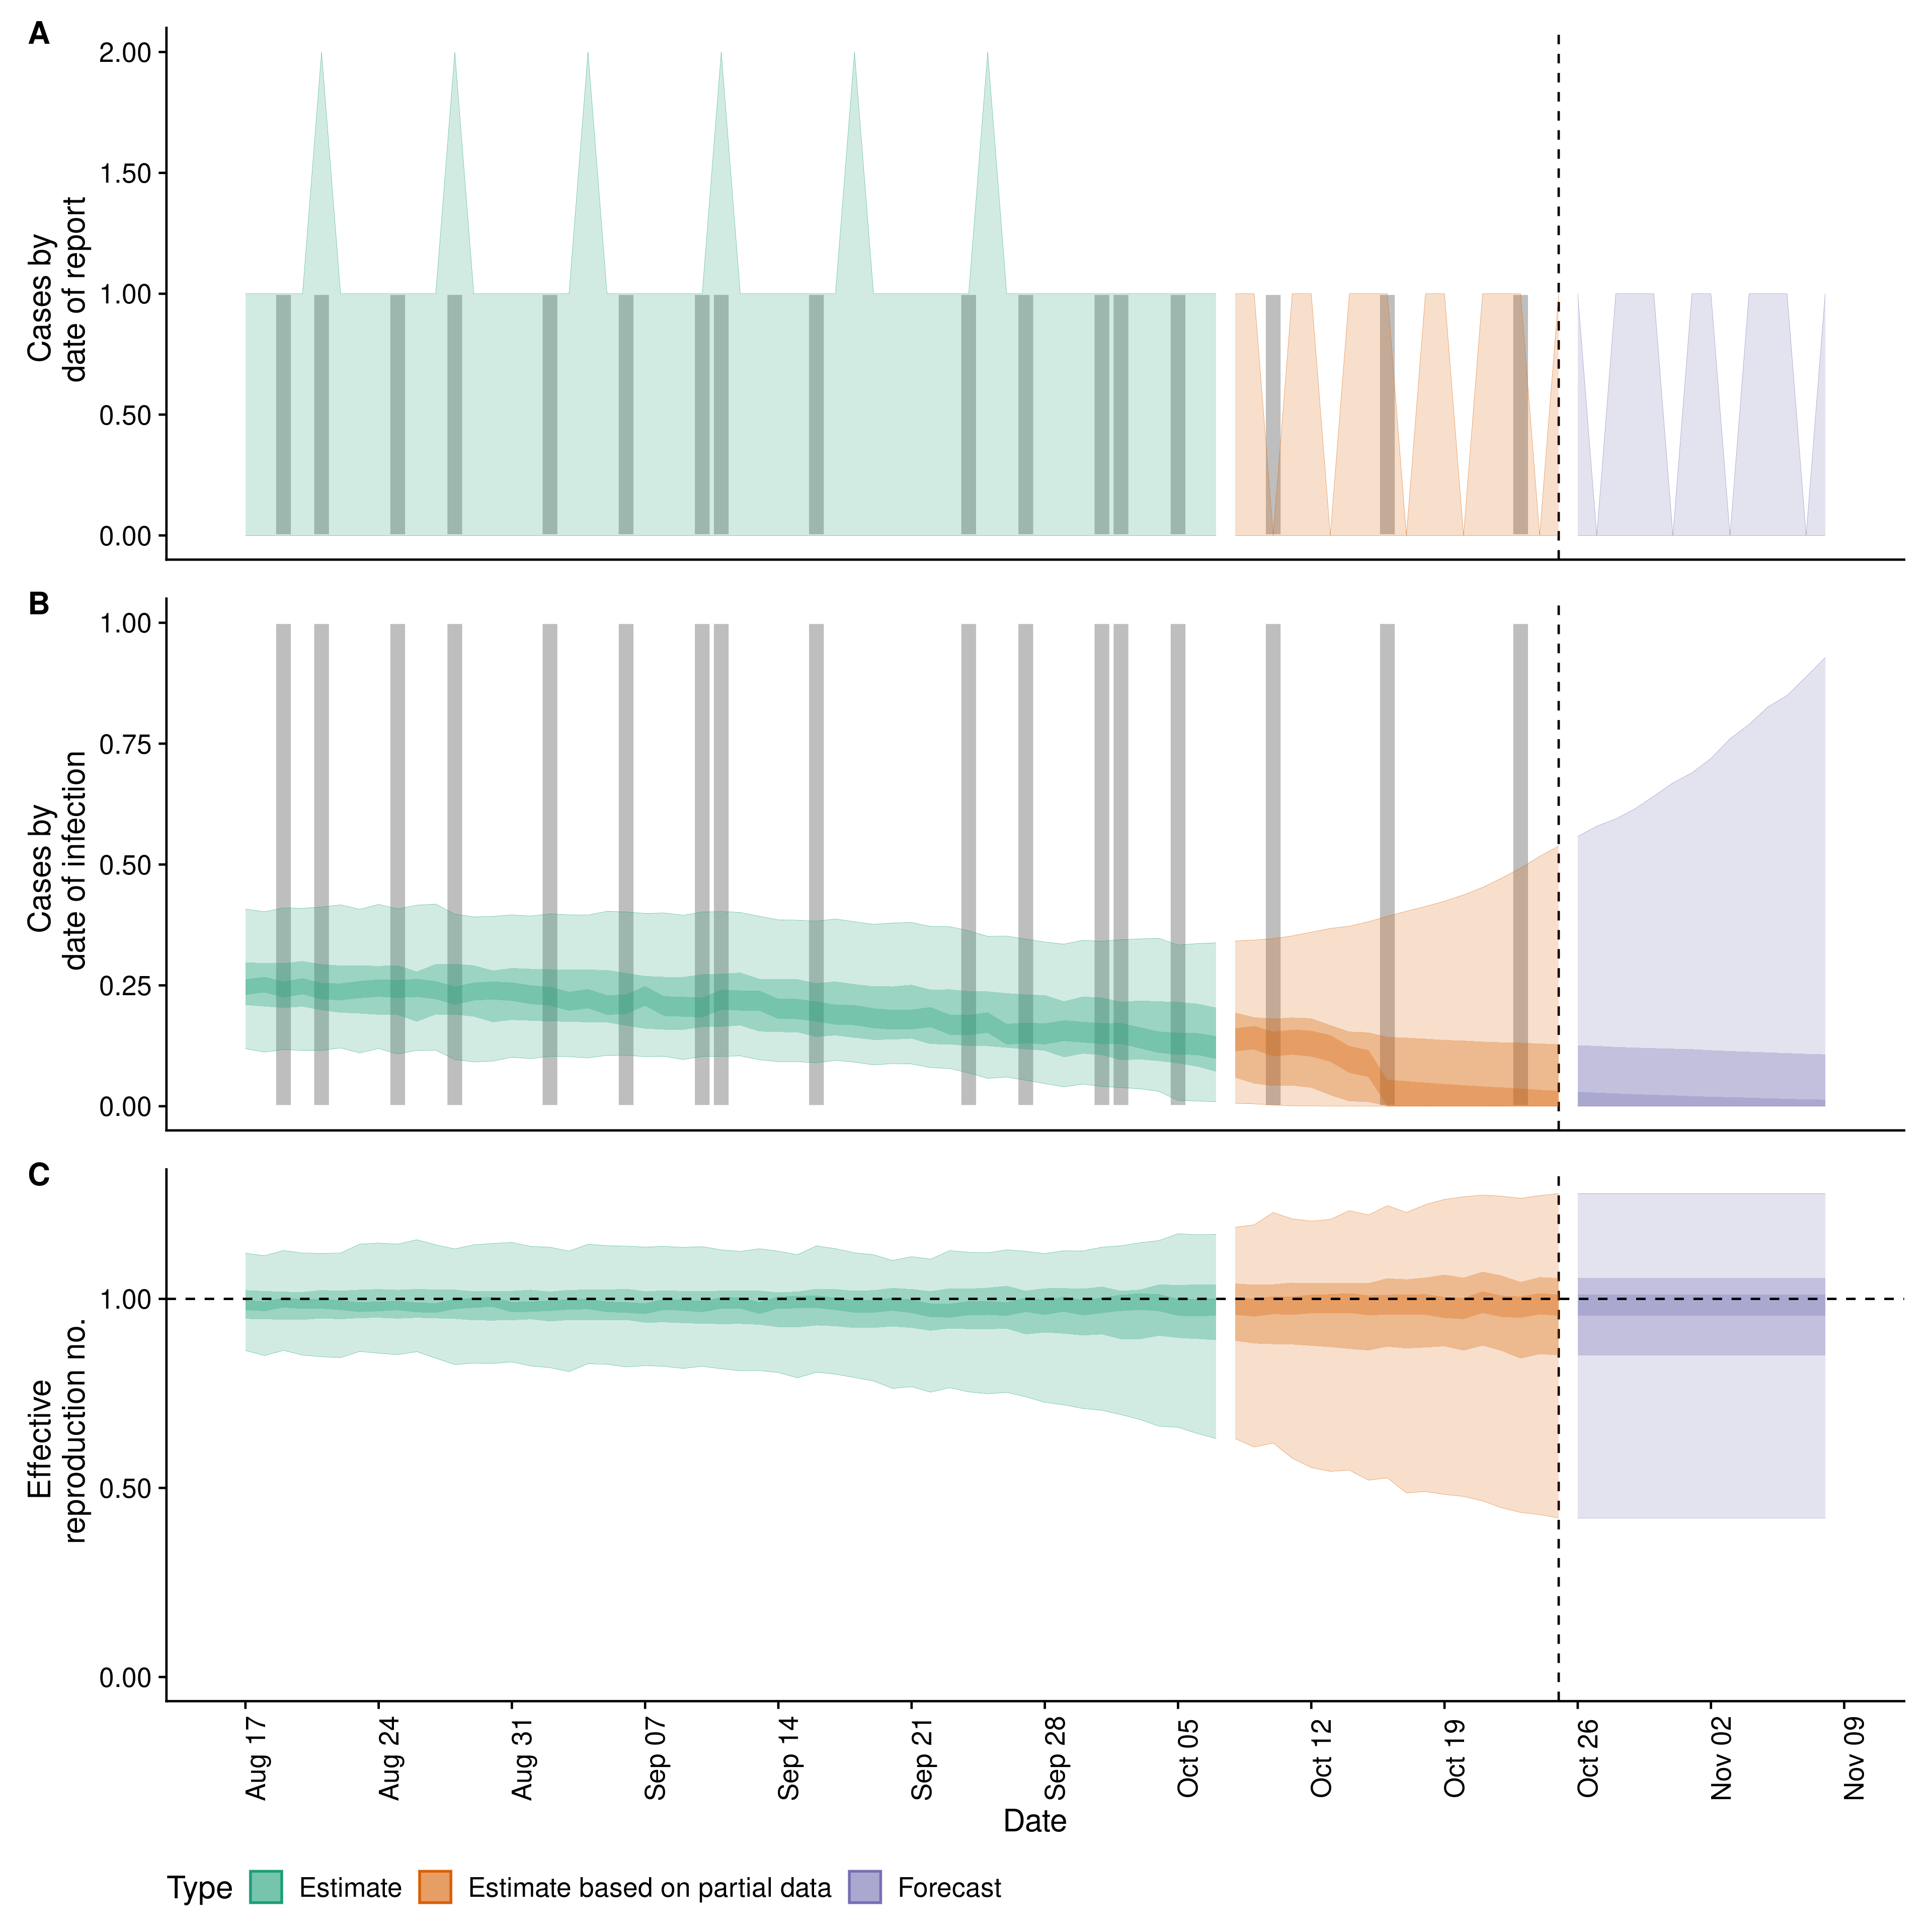 A
2.00
1.50
1.00
0.50
0.00
Cases by
date of report
B
1.00
0.75
0.50
0.25
0.00
Cases by
date of infection
C
1.00
0.50
0.00
Effective
reproduction no.
Aug 17
Aug 24
Aug 31
Sep 07
Sep 14
Sep 21
Sep 28
Oct 05
Oct 12
Oct 19
Oct 26
Nov 02
Nov 09
Date
Type Estimate Estimate based on partial data Forecast